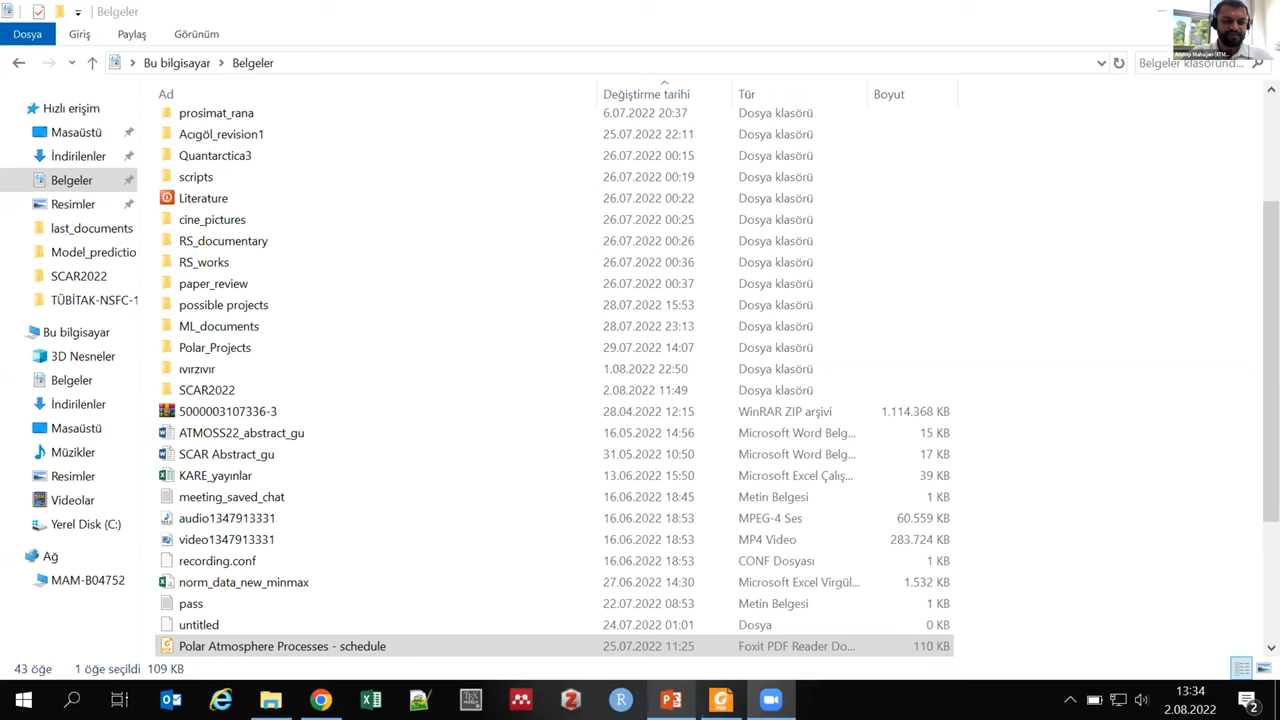 Belgeler
Dosya Giriş Paylaş Görünüm
Bu bilgisayar Belgeler
Belgeler klasöründ...
Ad Değiştirme tarihi Tür Boyut
Hızlı erişim
Masaüstü
İndirilenler
Belgeler
Resimler
last_documents
Model_predictio
SCAR2022
TÜBİTAK-NSFC-1
Bu bilgisayar
3D Nesneler
Belgeler
İndirilenler
Masaüstü
Müzikler
Resimler
Videolar
Yerel Disk (C:)
Ağ
MAM-B04752
prosimat_rana 6.07.2022 20:37 Dosya klasörü
Acıgöl_revision1 25.07.2022 22:11 Dosya klasörü
Quantarctica3 26.07.2022 00:15 Dosya klasörü
scripts 26.07.2022 00:19 Dosya klasörü
Literature 26.07.2022 00:22 Dosya klasörü
cine_pictures 26.07.2022 00:25 Dosya klasörü
RS_documentary 26.07.2022 00:26 Dosya klasörü
RS_works 26.07.2022 00:36 Dosya klasörü
paper_review 26.07.2022 00:37 Dosya klasörü
possible projects 28.07.2022 15:53 Dosya klasörü
ML_documents 28.07.2022 23:13 Dosya klasörü
Polar_Projects 29.07.2022 14:07 Dosya klasörü
ıvırzıvır 1.08.2022 22:50 Dosya klasörü
SCAR2022 2.08.2022 11:49 Dosya klasörü
5000003107336-3 28.04.2022 12:15 WinRAR ZIP arşivi 1.114.368 KB
ATMOSS22_abstract_gu 16.05.2022 14:56 Microsoft Word Belg... 15 KB
SCAR Abstract_gu 31.05.2022 10:50 Microsoft Word Belg... 17 KB
KARE_yayınlar 13.06.2022 15:50 Microsoft Excel Çalış... 39 KB
meeting_saved_chat 16.06.2022 18:45 Metin Belgesi 1 KB
audio1347913331 16.06.2022 18:53 MPEG-4 Ses 60.559 KB
video1347913331 16.06.2022 18:53 MP4 Video 283.724 KB
recording.conf 16.06.2022 18:53 CONF Dosyası 1 KB
norm_data_new_minmax 27.06.2022 14:30 Microsoft Excel Virgül... 1.532 KB
pass 22.07.2022 08:53 Metin Belgesi 1 KB
untitled 24.07.2022 01:01 Dosya 0 KB
Polar Atmosphere Processes - schedule 25.07.2022 11:25 Foxit PDF Reader Do... 110 KB
43 öğe 1 öğe seçildi 109 KB
13:34
2.08.2022
2